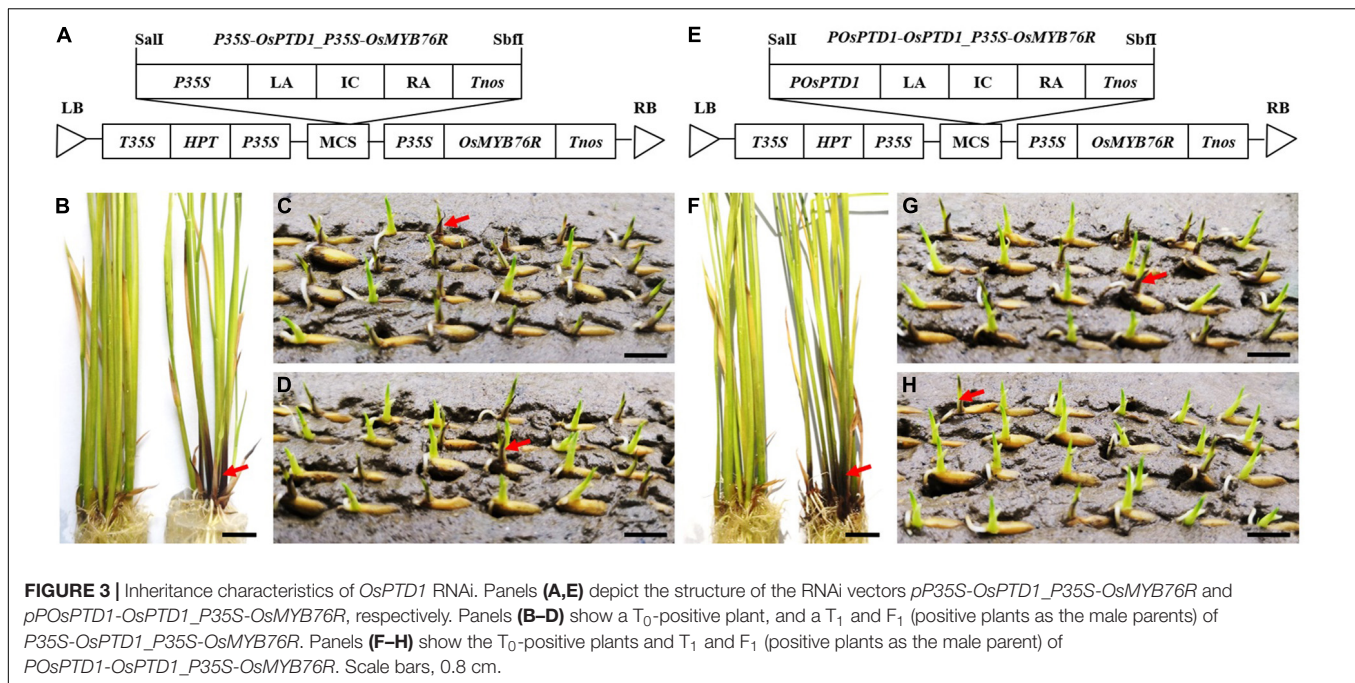 A
P35S-OsPTD1_P35S-OsMYB76R
SalI
SbfI
P35S
LA
IC
RA
Tnos
LB
RB
T35S
HPT
P35S
MCS
P35S
OsMYB76R
Tnos
E
POsPTD1-OsPTD1_P35S-OsMYB76R
SalI
SbfI
POsPTD1
LA
IC
RA
Tnos
LB
RB
T35S
HPT
P35S
MCS
P35S
OsMYB76R
Tnos
B
C
D
F
G
H
FIGURE 3 | Inheritance characteristics of OsPTD1 RNAi. Panels (A,E) depict the structure of the RNAi vectors pP35S-OsPTD1_P35S-OsMYB76R and
pPOsPTD1-OsPTD1_P35S-OsMYB76R, respectively. Panels (B–D) show a T0-positive plant, and a T1 and F1 (positive plants as the male parents) of
P35S-OsPTD1_P35S-OsMYB76R. Panels (F–H) show the T0-positive plants and T1 and F1 (positive plants as the male parent) of
POsPTD1-OsPTD1_P35S-OsMYB76R. Scale bars, 0.8 cm.